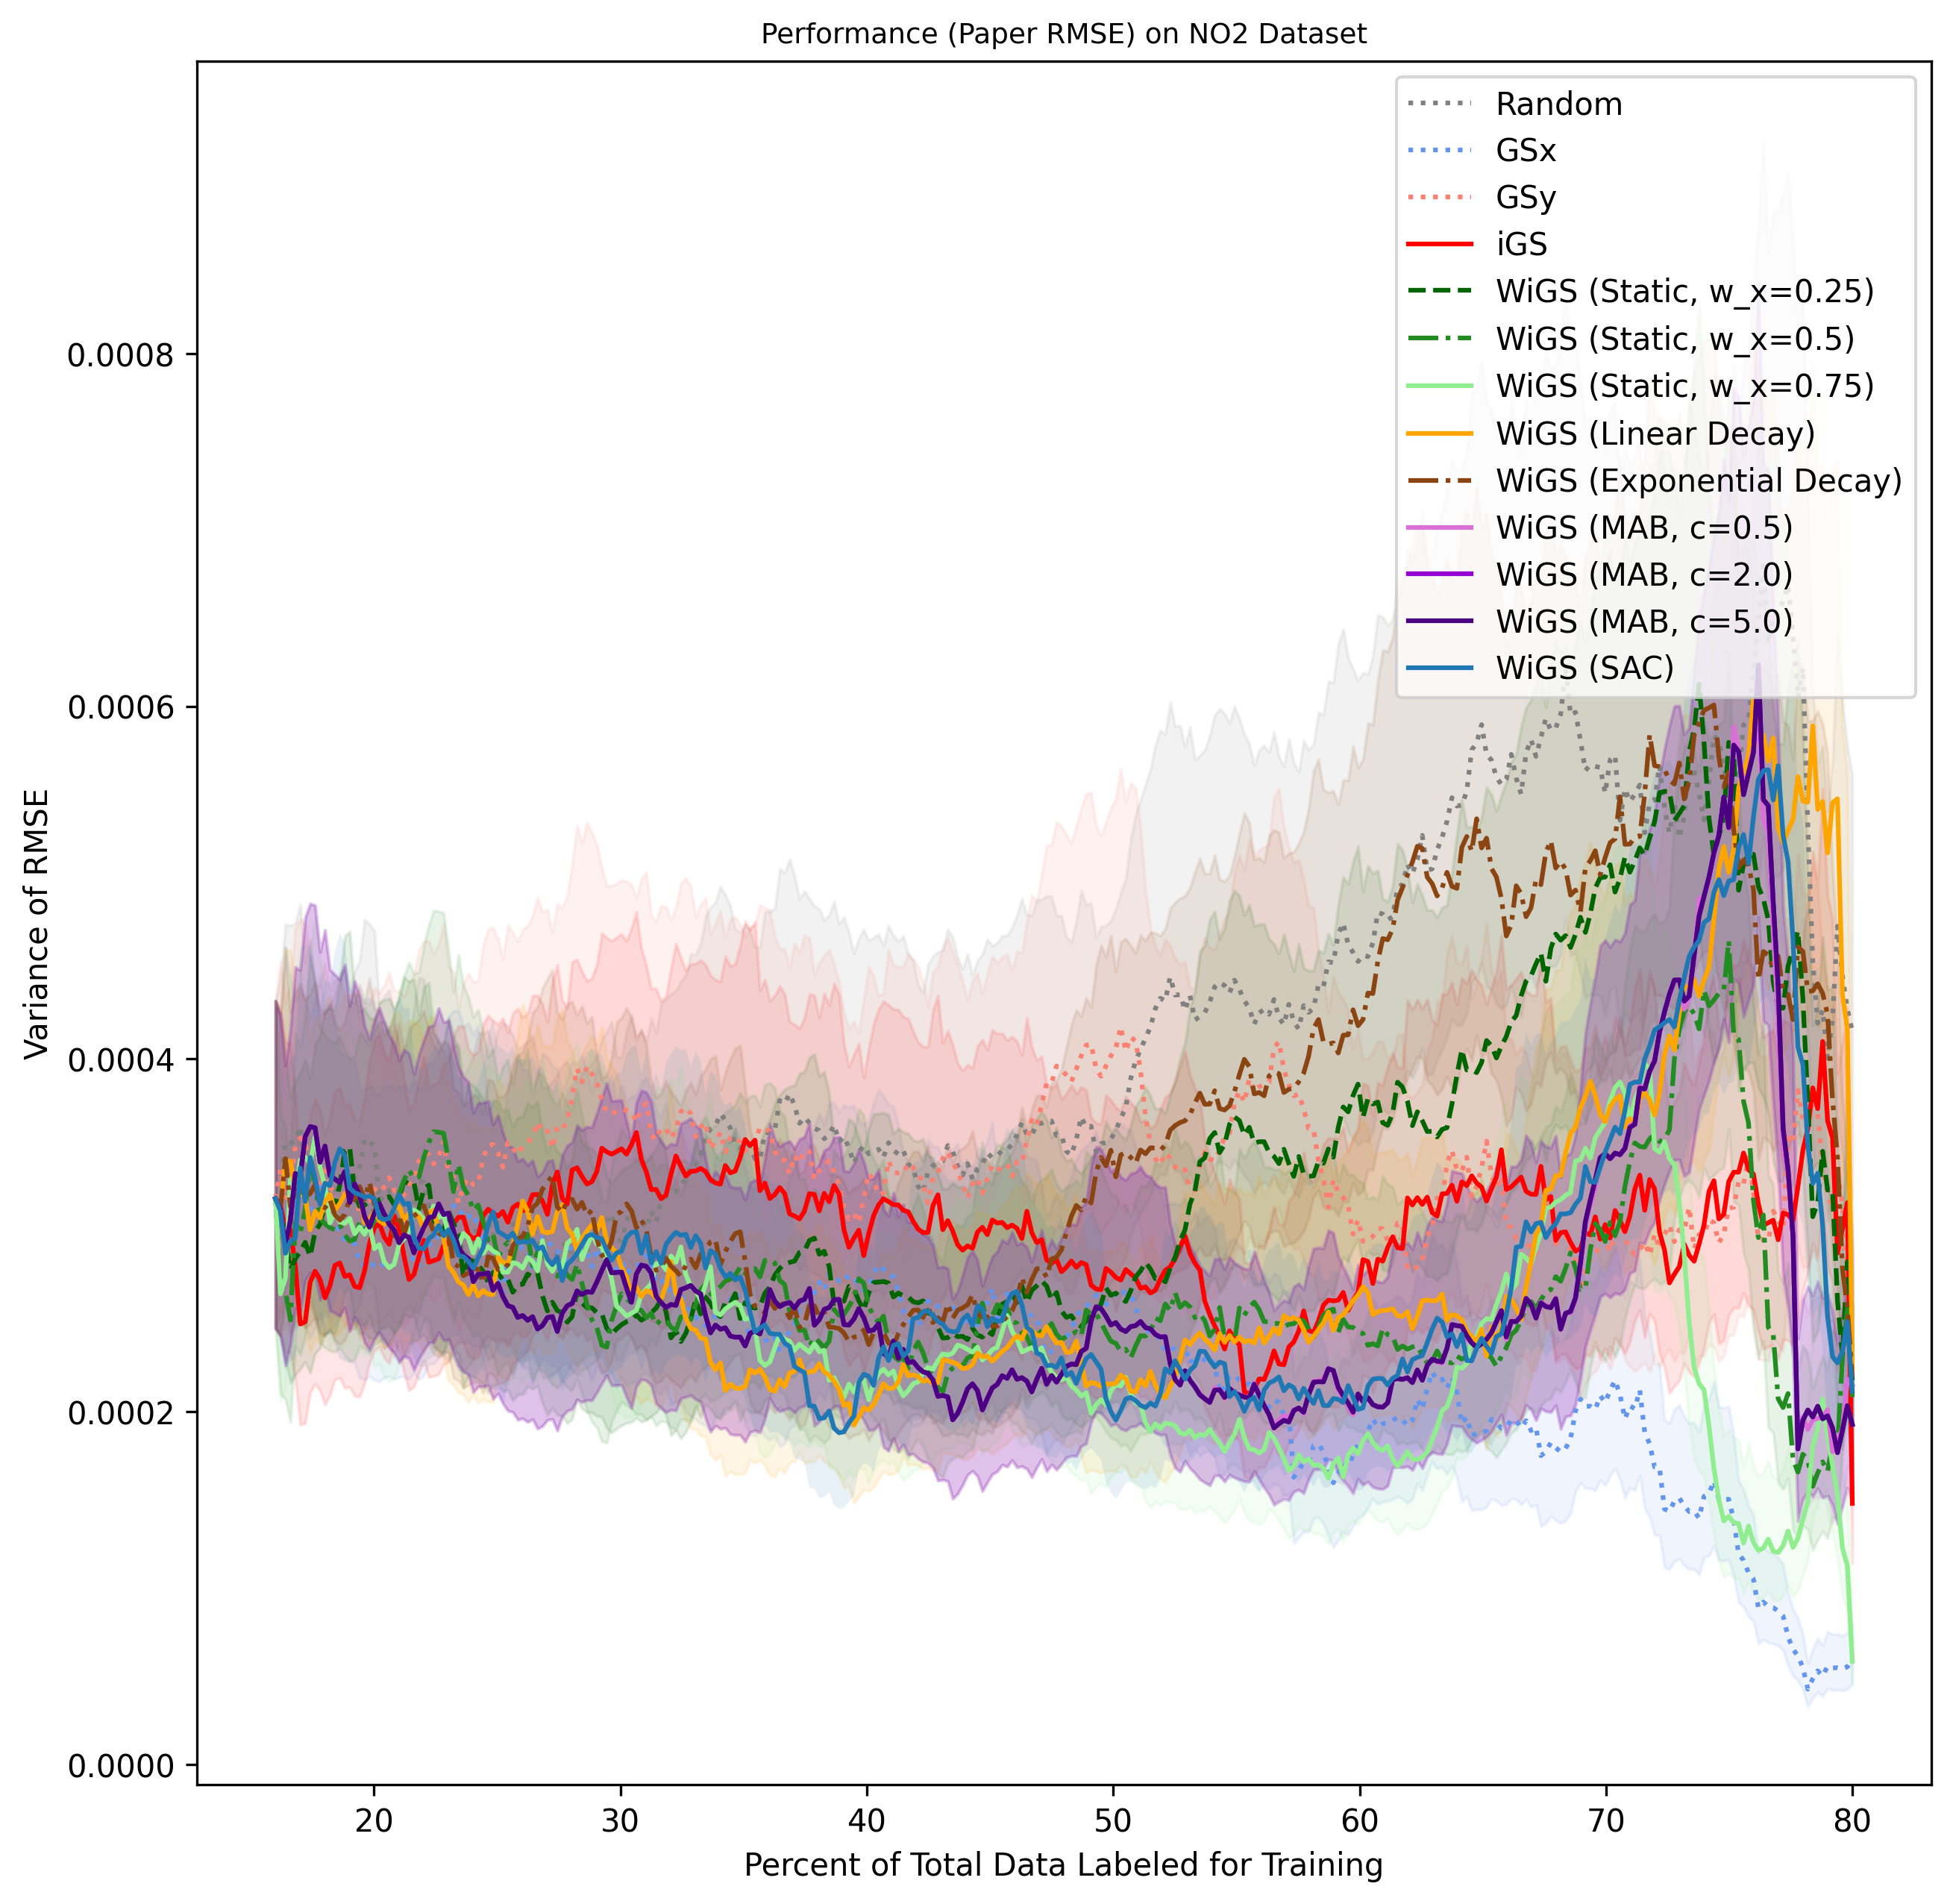 Performance (Paper RMSE) on NO2 Dataset
Random
GSx
GSy
iGS
WiGS (Static, w_x=0.25)
WiGS (Static, w_x=0.5)
WiGS (Static, w_x=0.75)
WiGS (Linear Decay)
WiGS (Exponential Decay)
WiGS (MAB, c=0.5)
WiGS (MAB, c=2.0)
WiGS (MAB, c=5.0)
WiGS (SAC)
Variance of RMSE
0.0008
0.0006
0.0004
0.0002
0.0000
20 30 40 50 60 70 80
Percent of Total Data Labeled for Training